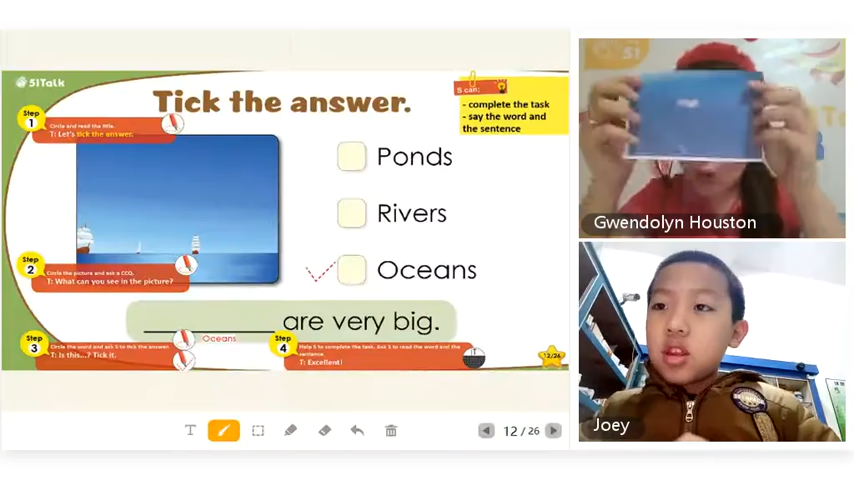 51Talk
Tick the answer.
S can:
- complete the task
- say the word and
the sentence
Step
1
Circle and read the title.
T: Let's tick the answer.
Ponds
Rivers
Oceans
Step
2
Circle the picture and ask a CCQ.
T: What can you see in the picture?
____________ are very big.
Oceans
Step
3
Circle the word and ask S to tick the answer.
T: Is this...? Tick it.
Step
4
Help S to complete the task. Ask S to read the word and the
sentence.
T: Excellent!
12/26
T
12 / 26
Gwendolyn Houston
Joey